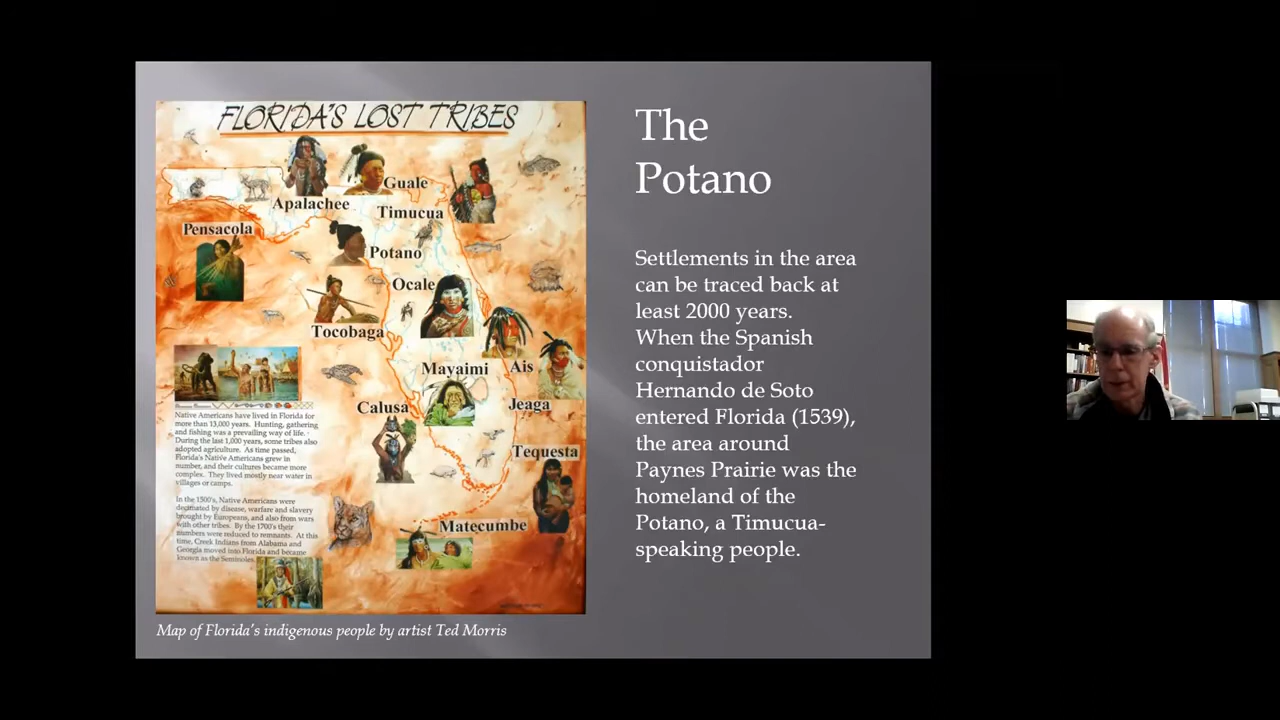 FLORIDA'S LOST TRIBES
Guale
Apalachee
Timucua
Pensacola
Potano
Ocale
Tocobaga
Mayaimi
Ais
Calusa
Jeaga
Tequesta
Matecumbe
Native Americans have lived in Florida for
more than 13,000 years. Hunting, gathering
and fishing was a prevailing way of life.
During the last 1,000 years, some tribes also
adopted agriculture. As time passed,
Florida's Native Americans grew in
number, and their cultures became more
complex. They lived mostly near water in
villages or camps.
In the 1500's, Native Americans were
decimated by disease, warfare and slavery
brought by Europeans, and also from wars
with other tribes. By the 1700's their
numbers were reduced to remnants. At this
time, Creek Indians from Alabama and
Georgia moved into Florida and became
known as the Seminoles.
Map of Florida's indigenous people by artist Ted Morris
The
Potano
Settlements in the area
can be traced back at
least 2000 years.
When the Spanish
conquistador
Hernando de Soto
entered Florida (1539),
the area around
Paynes Prairie was the
homeland of the
Potano, a Timucua-
speaking people.